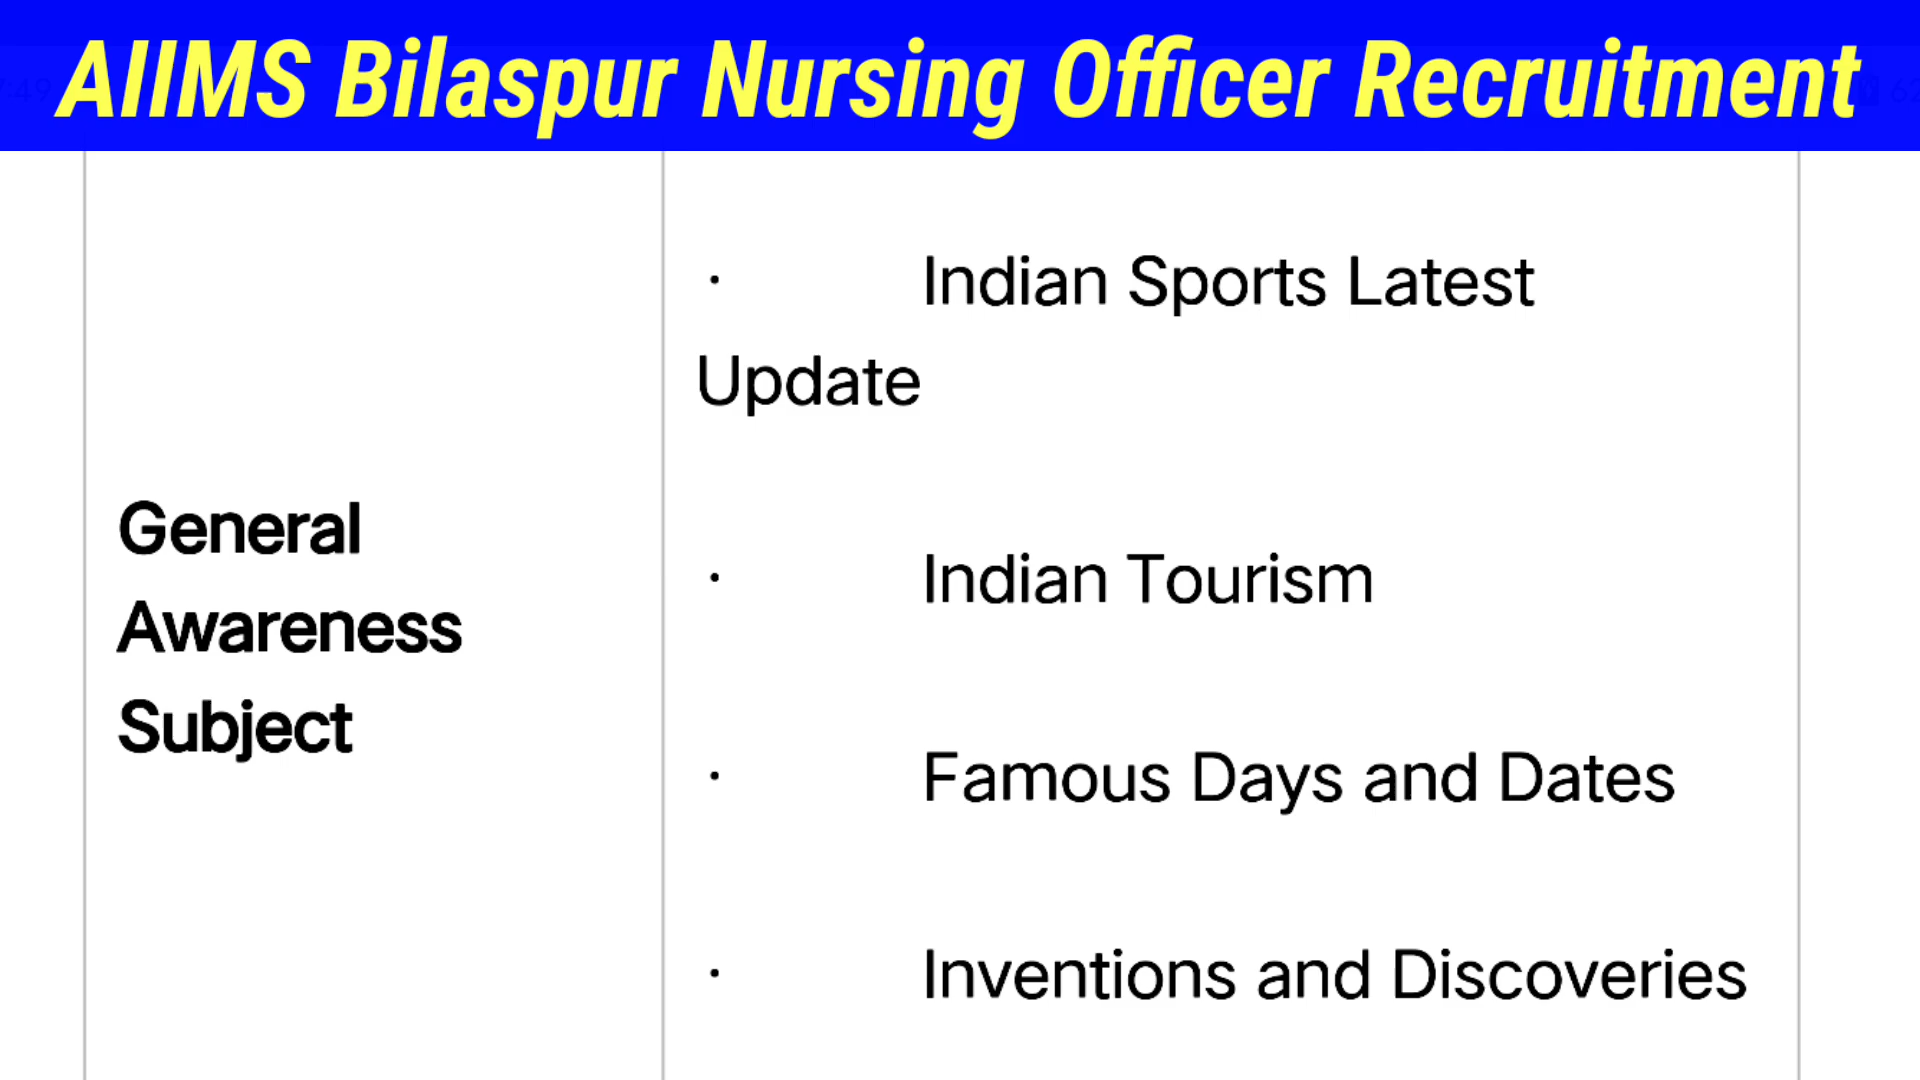 AIIMS Bilaspur Nursing Officer Recruitment
General
Awareness
Subject
· Indian Sports Latest
Update
· Indian Tourism
· Famous Days and Dates
· Inventions and Discoveries